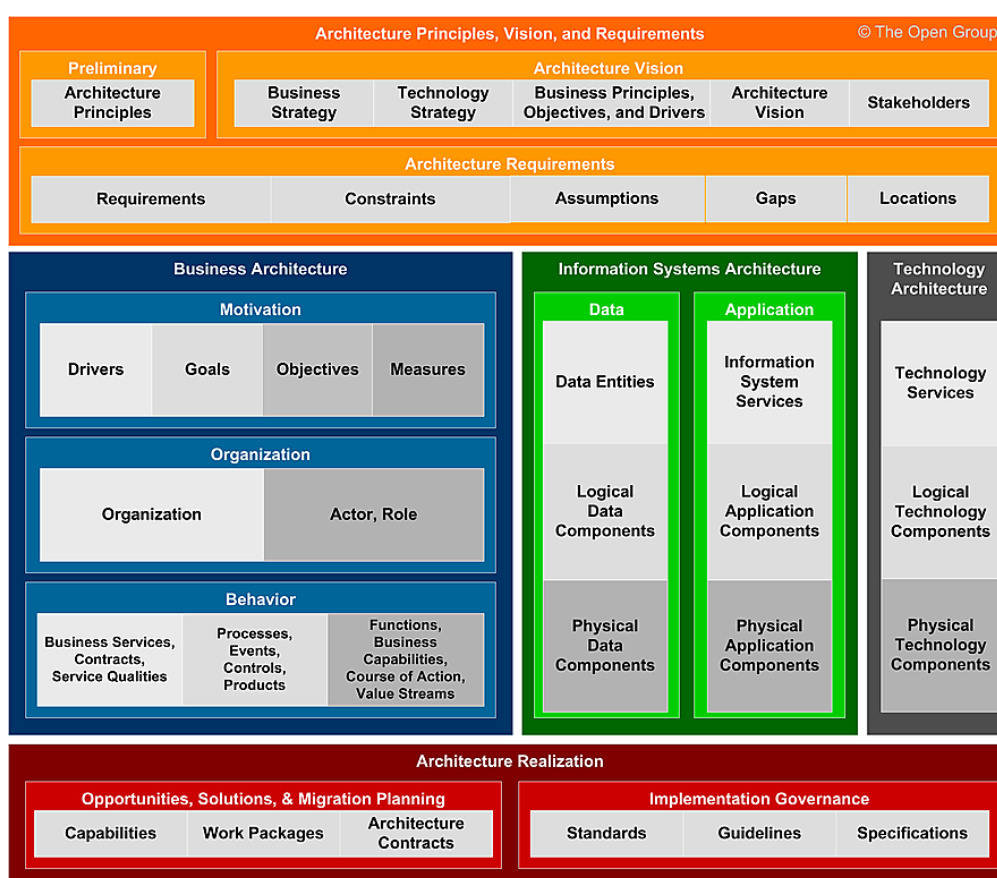 Architecture Principles, Vision, and Requirements
© The Open Group
Preliminary
Architecture
Principles
Architecture Vision
Business
Strategy
Technology
Strategy
Business Principles,
Objectives, and Drivers
Architecture
Vision
Stakeholders
Architecture Requirements
Requirements
Constraints
Assumptions
Gaps
Locations
Business Architecture
Motivation
Drivers
Goals
Objectives
Measures
Organization
Organization
Actor, Role
Behavior
Business Services,
Contracts,
Service Qualities
Processes,
Events,
Controls,
Products
Functions,
Business
Capabilities,
Course of Action,
Value Streams
Information Systems Architecture
Data
Data Entities
Logical
Data
Components
Physical
Data
Components
Application
Information
System
Services
Logical
Application
Components
Physical
Application
Components
Technology
Architecture
Technology
Services
Logical
Technology
Components
Physical
Technology
Components
Architecture Realization
Opportunities, Solutions, & Migration Planning
Capabilities
Work Packages
Architecture
Contracts
Implementation Governance
Standards
Guidelines
Specifications